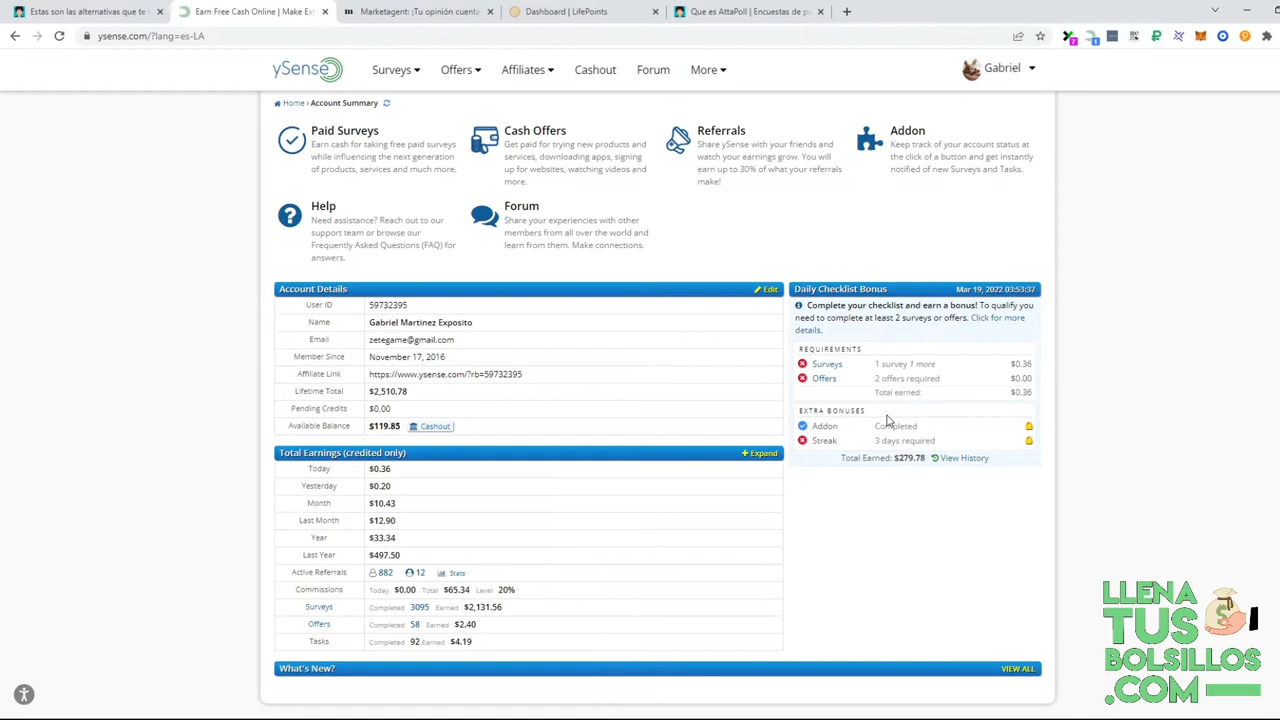 Estas son las alternativas que te
Earn Free Cash Online | Make Ex
Marketagent: ¡Tu opinión cuenta
Dashboard | LifePoints
Que es AttaPoll | Encuestas de p
ysense.com/?lang=es-LA
7
1
ySense
Surveys
Offers
Affiliates
Cashout
Forum
More
Gabriel
Home › Account Summary
Paid Surveys
Earn cash for taking free paid surveys
while influencing the next generation
of products, services and much more.
Cash Offers
Get paid for trying new products and
services, downloading apps, signing
up for websites, watching videos and
more.
Referrals
Share ySense with your friends and
watch your earnings grow. You will
earn up to 30% of what your referrals
make!
Addon
Keep track of your account status at
the click of a button and get instantly
notified of new Surveys and Tasks.
Help
Need assistance? Reach out to our
support team or browse our
Frequently Asked Questions (FAQ) for
answers.
Forum
Share your experiences with other
members from all over the world and
learn from them. Make connections.
Account Details Edit
User ID 59732395
Name Gabriel Martinez Exposito
Email zetegame@gmail.com
Member Since November 17, 2016
Affiliate Link https://www.ysense.com/?rb=59732395
Lifetime Total $2,510.78
Pending Credits $0.00
Available Balance $119.85 Cashout
Total Earnings (credited only) + Expand
Today $0.36
Yesterday $0.20
Month $10.43
Last Month $12.90
Year $33.34
Last Year $497.50
Active Referrals 882 12 Stats
Commissions Today $0.00 Total $65.34 Level 20%
Surveys Completed 3095 Earned $2,131.56
Offers Completed 58 Earned $2.40
Tasks Completed 92 Earned $4.19
Daily Checklist Bonus Mar 19, 2022 03:53:37
Complete your checklist and earn a bonus! To qualify you
need to complete at least 2 surveys or offers. Click for more
details.
REQUIREMENTS
Surveys 1 survey 1 more $0.36
Offers 2 offers required $0.00
Total earned: $0.36
EXTRA BONUSES
Addon Completed
Streak 3 days required
Total Earned: $279.78 View History
What's New? VIEW ALL
LLENA
TUS
BOLSILLOS
.COM